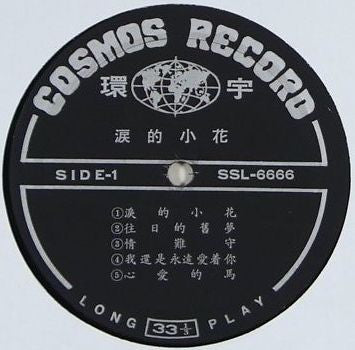 COSMOS RECORD
環宇
淚的小花
SIDE-1 SSL-6666
①淚的小花
②往日的舊夢
③情難守
④我還是永遠愛着你
⑤心愛的馬
LONG 33⅓ PLAY